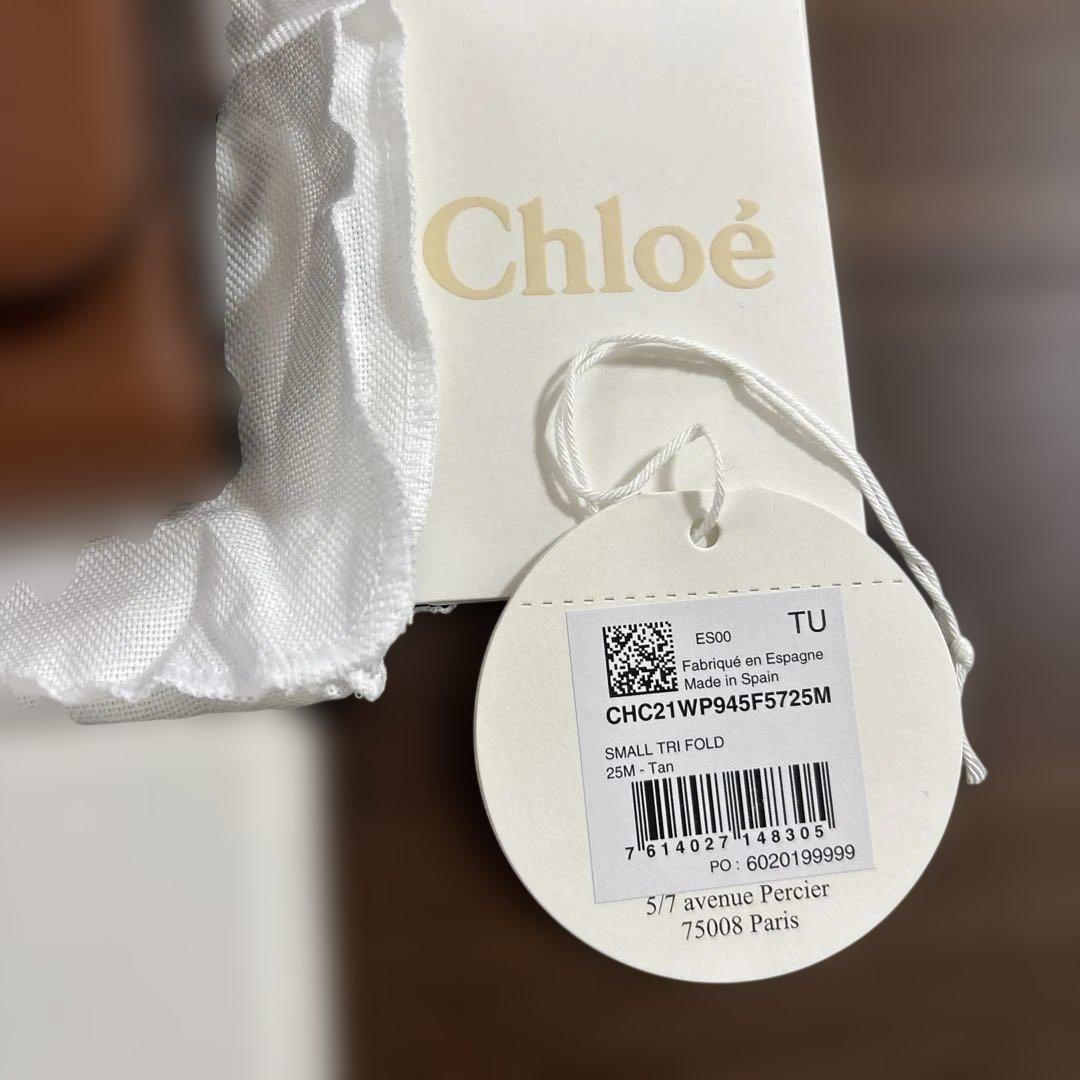 Chloé
TU
ES00
Fabriqué en Espagne
Made in Spain
CHC21WP945F5725M
SMALL TRI FOLD
25M - Tan
7 614027 148305
PO : 6020199999
5/7 avenue Percier
75008 Paris